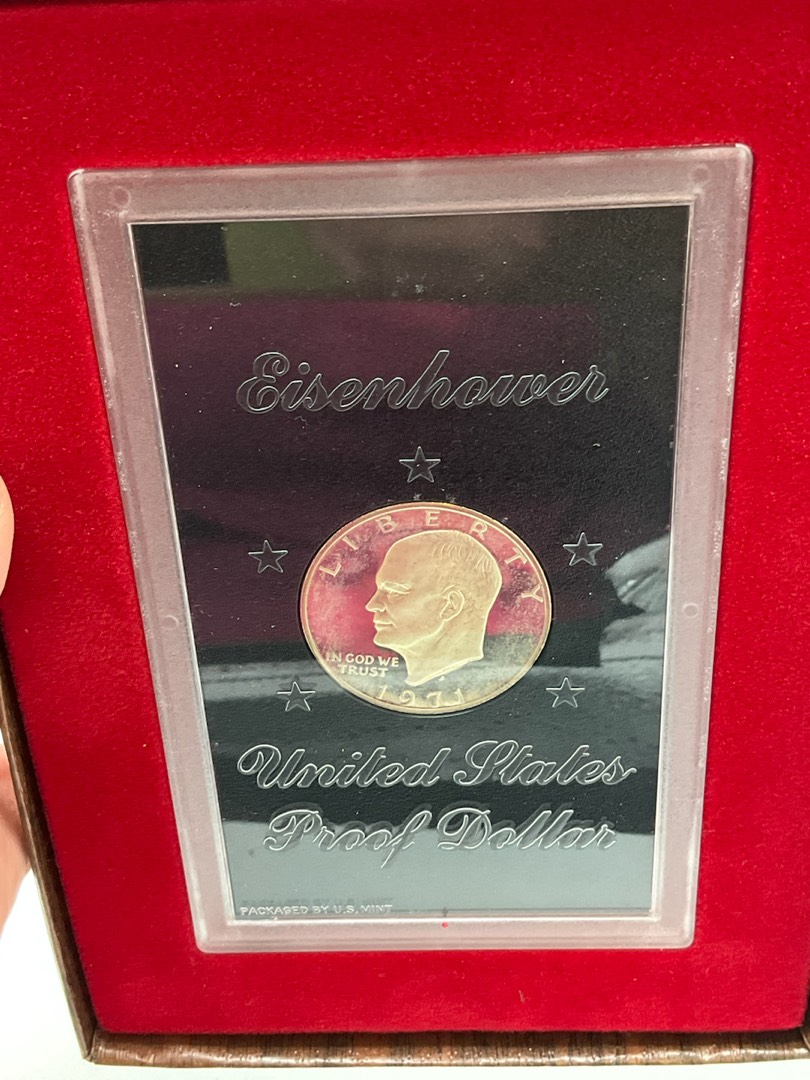 Eisenhower
LIBERTY
IN GOD WE
TRUST
1971
United States
Proof Dollar
PACKAGED BY U.S. MINT